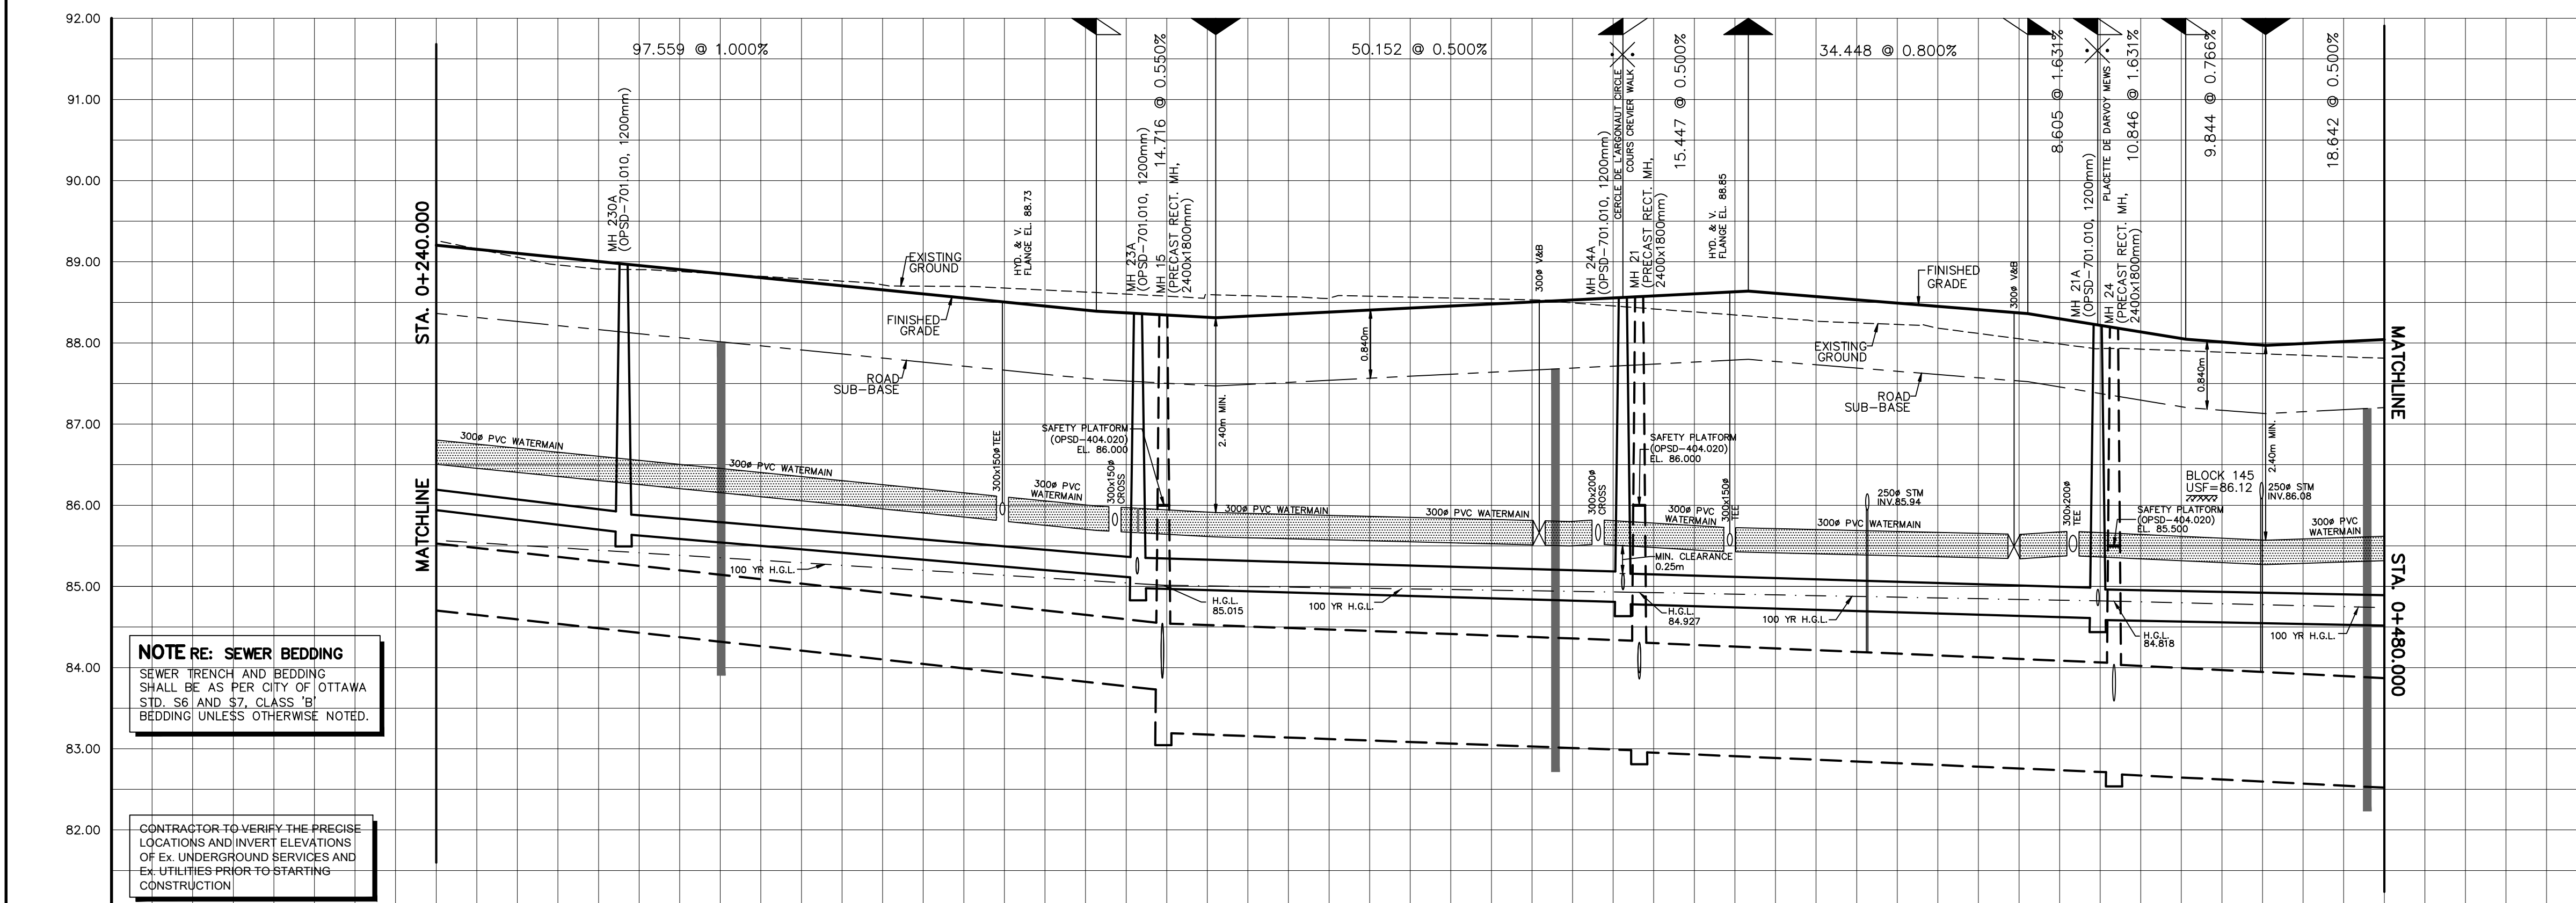 92.00
91.00
90.00
89.00
88.00
87.00
86.00
85.00
84.00
83.00
82.00
97.559 @ 1.000%
14.716 @ 0.550%
50.152 @ 0.500%
15.447 @ 0.500%
34.448 @ 0.800%
8.605 @ 1.631%
10.846 @ 1.631%
9.844 @ 0.766%
18.642 @ 0.500%
STA. 0+240.000
MATCHLINE
MH 230A
(OPSD-701.010, 1200mm)
HYD. & V.
FLANGE EL. 88.73
MH 23A
(OPSD-701.010, 1200mm)
MH 15
(PRECAST RECT. MH,
2400x1800mm)
300ø V&B
MH 24A
(OPSD-701.010, 1200mm)
CERCLE DE L'ARGONAUT CIRCLE
COURS CREVIER WALK
MH 21
(PRECAST RECT. MH,
2400x1800mm)
HYD. & V.
FLANGE EL. 88.85
300ø V&B
MH 21A
(OPSD-701.010, 1200mm)
PLACETTE DE DARVOY MEWS
MH 24
(PRECAST RECT. MH,
2400x1800mm)
EXISTING
GROUND
FINISHED
GRADE
ROAD
SUB-BASE
0.840m
2.40m MIN.
FINISHED
GRADE
EXISTING
GROUND
ROAD
SUB-BASE
0.840m
2.40m MIN.
MATCHLINE
STA. 0+480.000
300ø PVC WATERMAIN
300ø PVC WATERMAIN
300x150ø TEE
300ø PVC
WATERMAIN
300x150ø
CROSS
SAFETY PLATFORM
(OPSD-404.020)
EL. 86.000
300ø PVC WATERMAIN
300ø PVC WATERMAIN
300x200ø
CROSS
SAFETY PLATFORM
(OPSD-404.020)
EL. 86.000
300ø PVC
WATERMAIN
300x150ø
TEE
300ø PVC WATERMAIN
250ø STM
INV.85.94
300x200ø
TEE
SAFETY PLATFORM
(OPSD-404.020)
EL. 85.500
BLOCK 145
USF=86.12
250ø STM
INV.86.08
300ø PVC
WATERMAIN
MIN. CLEARANCE
0.25m
100 YR H.G.L.
H.G.L.
85.015
100 YR H.G.L.
H.G.L.
84.927
100 YR H.G.L.
H.G.L.
84.818
100 YR H.G.L.
NOTE RE: SEWER BEDDING
SEWER TRENCH AND BEDDING
SHALL BE AS PER CITY OF OTTAWA
STD. S6 AND S7, CLASS 'B'
BEDDING UNLESS OTHERWISE NOTED.
CONTRACTOR TO VERIFY THE PRECISE
LOCATIONS AND INVERT ELEVATIONS
OF Ex. UNDERGROUND SERVICES AND
Ex. UTILITIES PRIOR TO STARTING
CONSTRUCTION